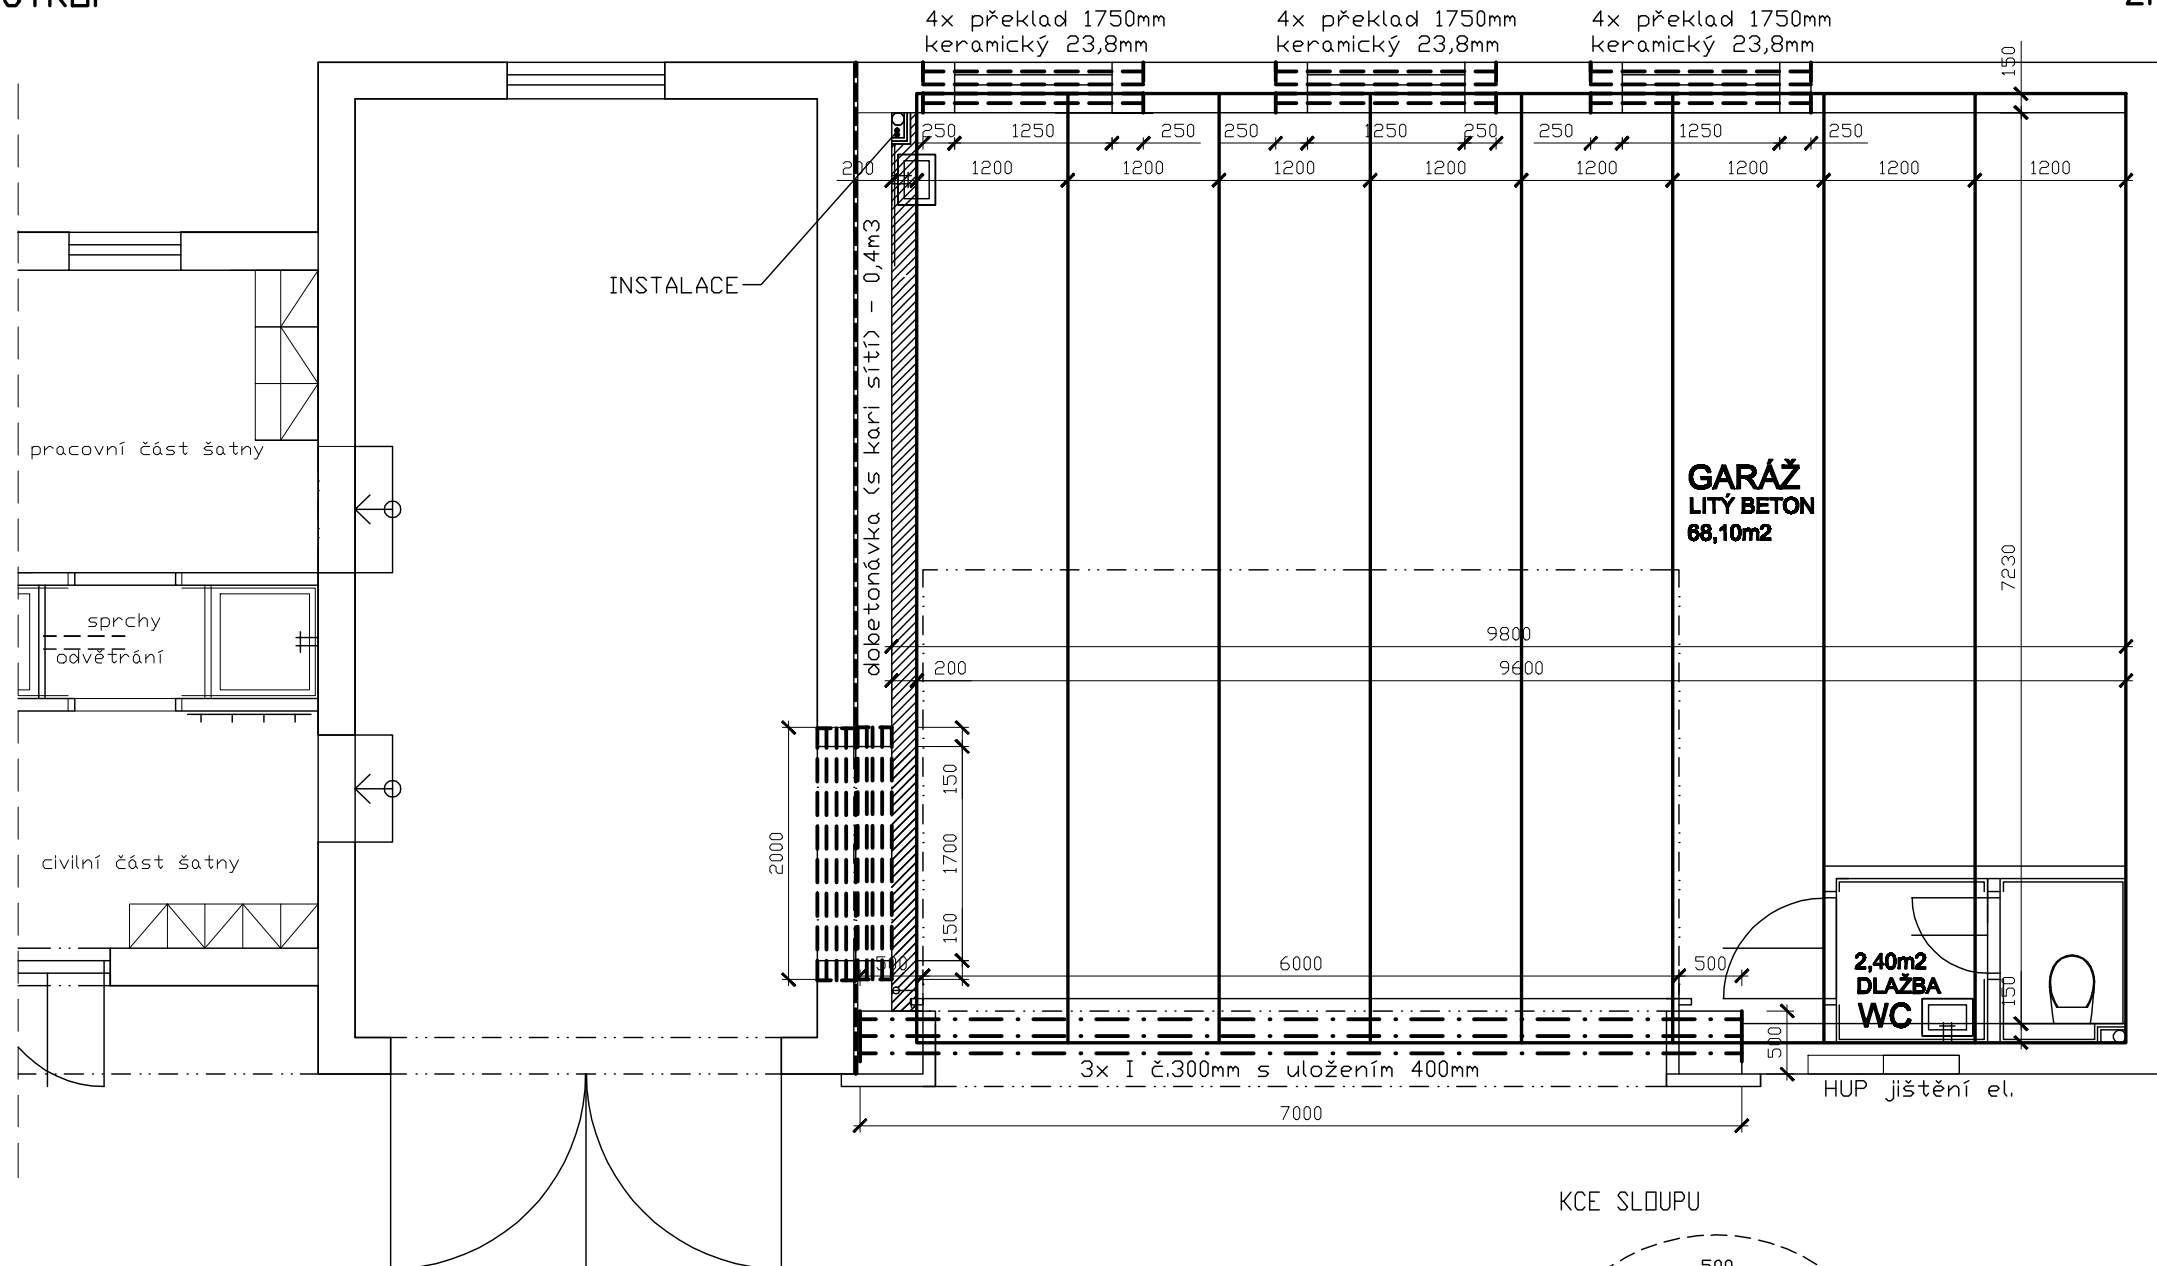 4x překlad 1750mm
keramický 23,8mm
4x překlad 1750mm
keramický 23,8mm
4x překlad 1750mm
keramický 23,8mm
150
250 1250 250 250 1250 250 250 1250 250
200 1200 1200 1200 1200 1200 1200 1200 1200
INSTALACE
dobetonávka (s kari sítí) - 0,4m3
pracovní část šatny
GARÁŽ
LITÝ BETON
68,10m2
7230
sprchy
odvětrání
9800
200 9600
150
1700
150
2000
civilní část šatny
500 6000 500
2,40m2
DLAŽBA
WC
150
500
3x I č.300mm s uložením 400mm
HUP jištění el.
7000
KCE SLOUPU
500